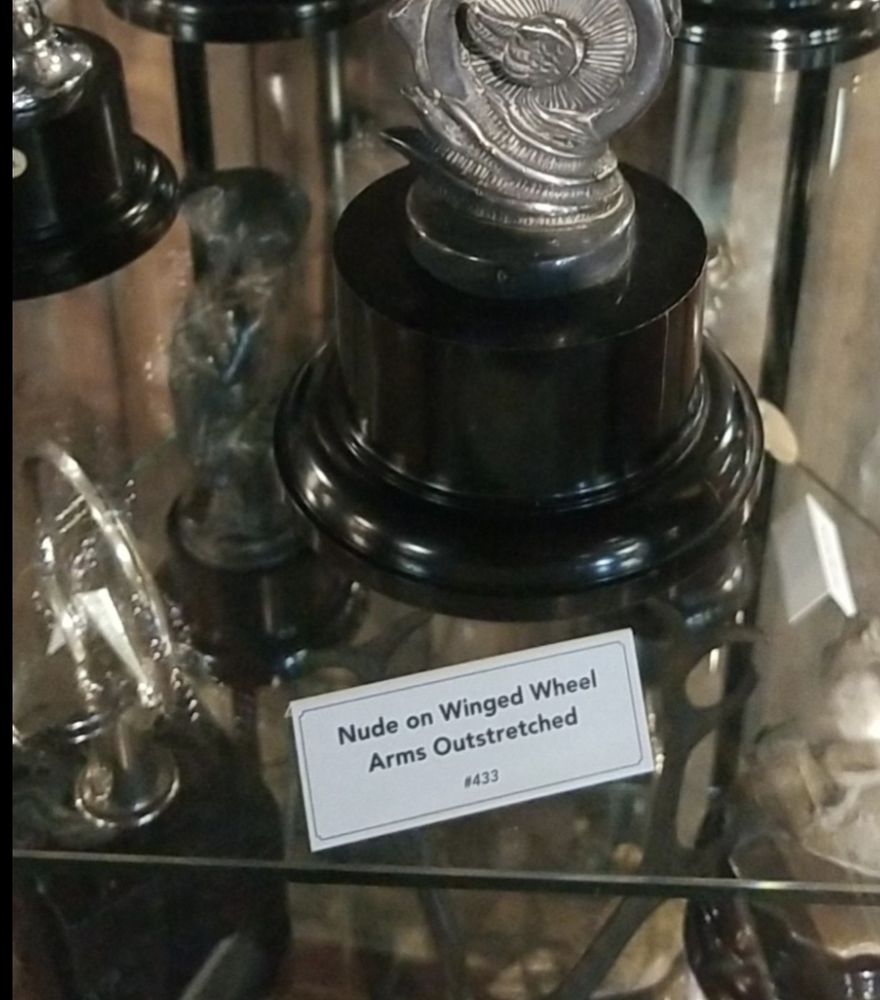 Nude on Winged Wheel
Arms Outstretched
#433